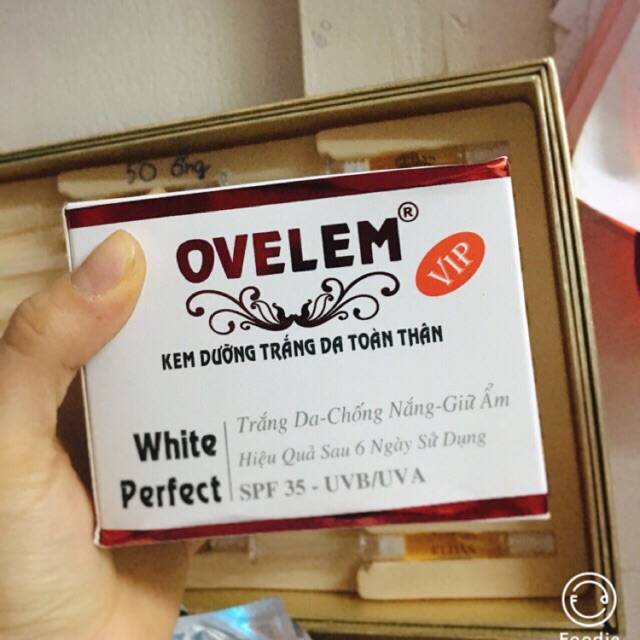 50 ống
OVELEM®
VIP
KEM DƯỠNG TRẮNG DA TOÀN THÂN
White
Perfect
Trắng Da-Chống Nắng-Giữ Ẩm
Hiệu Quả Sau 6 Ngày Sử Dụng
SPF 35 - UVB/UVA
F d
Foodie